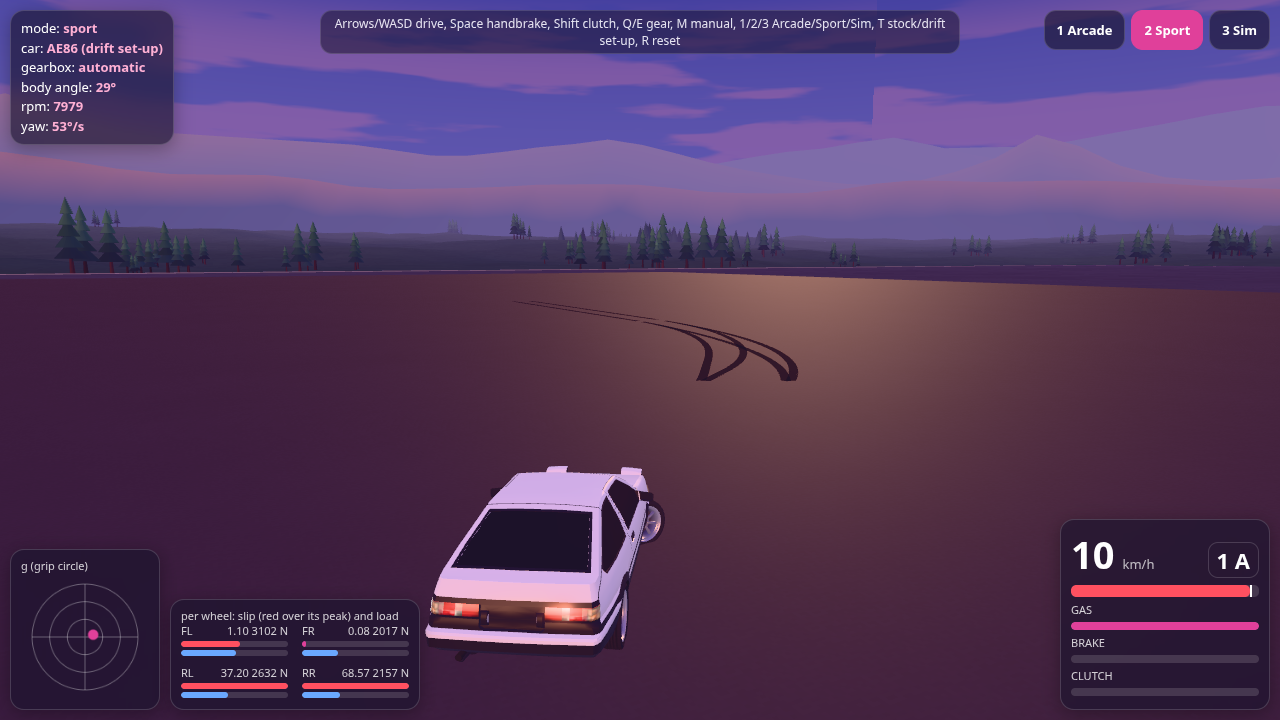 mode: sport
car: AE86 (drift set-up)
gearbox: automatic
body angle: 29°
rpm: 7979
yaw: 53°/s
Arrows/WASD drive, Space handbrake, Shift clutch, Q/E gear, M manual, 1/2/3 Arcade/Sport/Sim, T stock/drift
set-up, R reset
1 Arcade
2 Sport
3 Sim
g (grip circle)
per wheel: slip (red over its peak) and load
FL 1.10 3102 N
FR 0.08 2017 N
RL 37.20 2632 N
RR 68.57 2157 N
10 km/h
1 A
GAS
BRAKE
CLUTCH